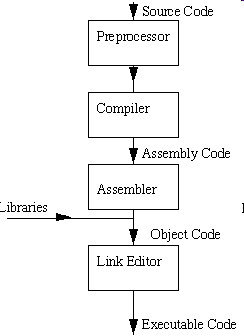 Source Code
Preprocessor
Compiler
Assembly Code
Assembler
Libraries
Object Code
Link Editor
Executable Code